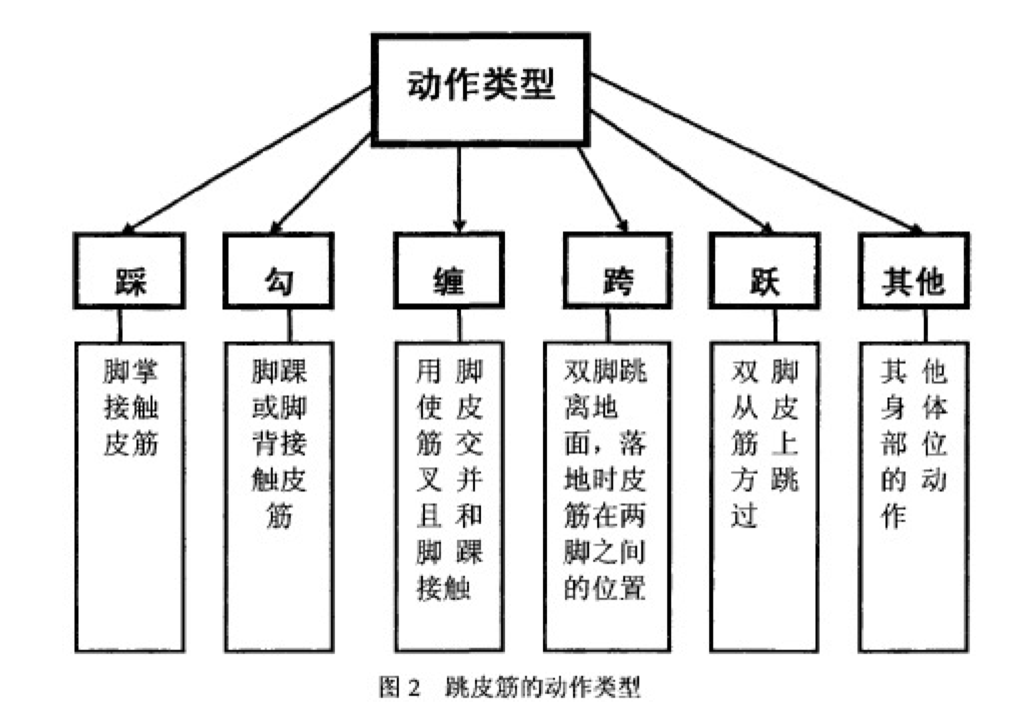 动作类型
踩
勾
缠
跨
跃
其他
脚掌
接触
皮筋
脚踝
或脚
背接
触皮
筋
用脚
使皮
筋交
叉并
且和
脚踝
接触
双脚跳
离地
面，落
地时皮
筋在两
脚之间
的位置
双脚
从皮
筋上
方跳
过
其他
身体
部位
的动
作
图2 跳皮筋的动作类型